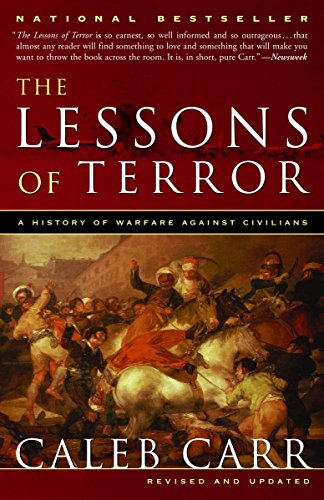 NATIONAL BESTSELLER
"The Lessons of Terror is so earnest, so well informed and so outrageous...that
almost any reader will find something to love and something that will make you
want to throw the book across the room. It is, in short, pure Carr."—Newsweek
THE
LESSONS
OF TERROR
A HISTORY OF WARFARE AGAINST CIVILIANS
CALEB CARR
REVISED AND UPDATED